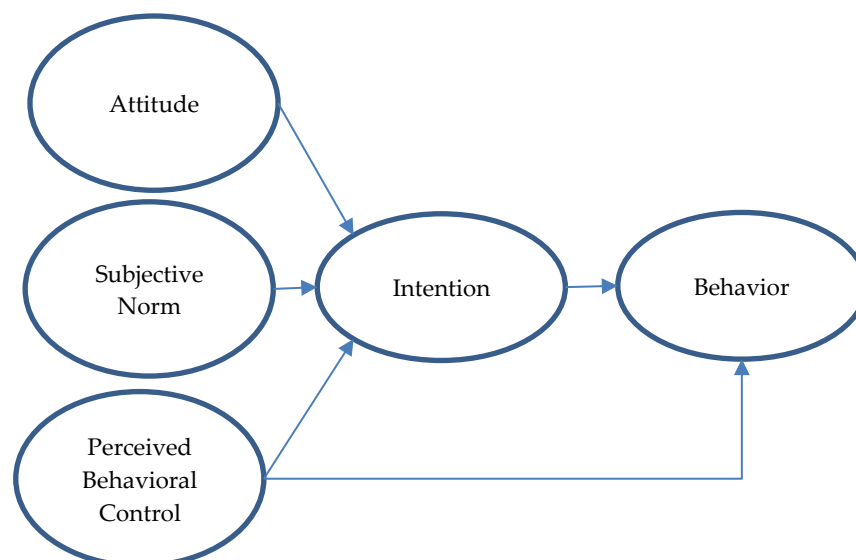 Attitude
Subjective
Norm
Intention
Behavior
Perceived
Behavioral
Control